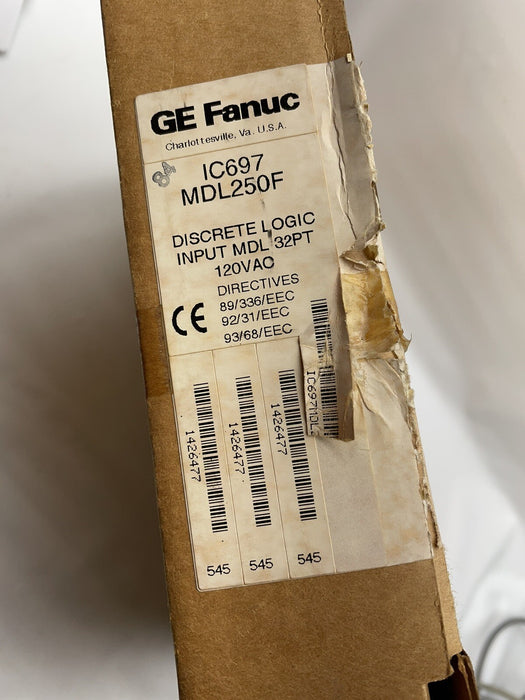 GE Fanuc
Charlottesville, Va. U.S.A.
84
IC697
MDL250F
DISCRETE LOGIC
INPUT MDL 32PT
120VAC
DIRECTIVES
89/336/EEC
92/31/EEC
93/68/EEC
CE
1426477
1426477
1426477
IC697MDL
545
545
545